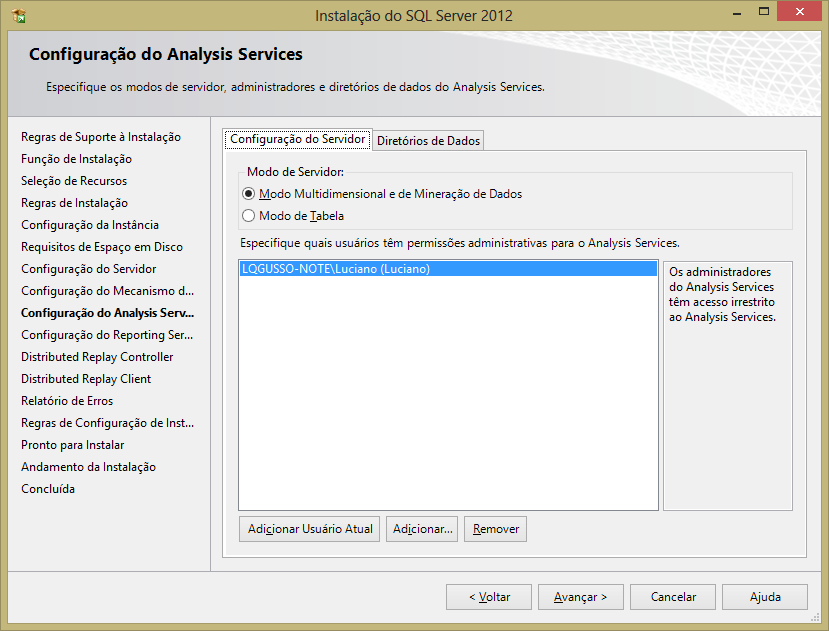 Instalação do SQL Server 2012
Configuração do Analysis Services
Especifique os modos de servidor, administradores e diretórios de dados do Analysis Services.
Regras de Suporte à Instalação
Função de Instalação
Seleção de Recursos
Regras de Instalação
Configuração da Instância
Requisitos de Espaço em Disco
Configuração do Servidor
Configuração do Mecanismo d...
Configuração do Analysis Serv...
Configuração do Reporting Ser...
Distributed Replay Controller
Distributed Replay Client
Relatório de Erros
Regras de Configuração de Inst...
Pronto para Instalar
Andamento da Instalação
Concluída
Configuração do Servidor
Diretórios de Dados
Modo de Servidor:
Modo Multidimensional e de Mineração de Dados
Modo de Tabela
Especifique quais usuários têm permissões administrativas para o Analysis Services.
LQGUSSO-NOTE\Luciano (Luciano)
Os administradores
do Analysis Services
têm acesso irrestrito
ao Analysis Services.
Adicionar Usuário Atual
Adicionar...
Remover
< Voltar
Avançar >
Cancelar
Ajuda